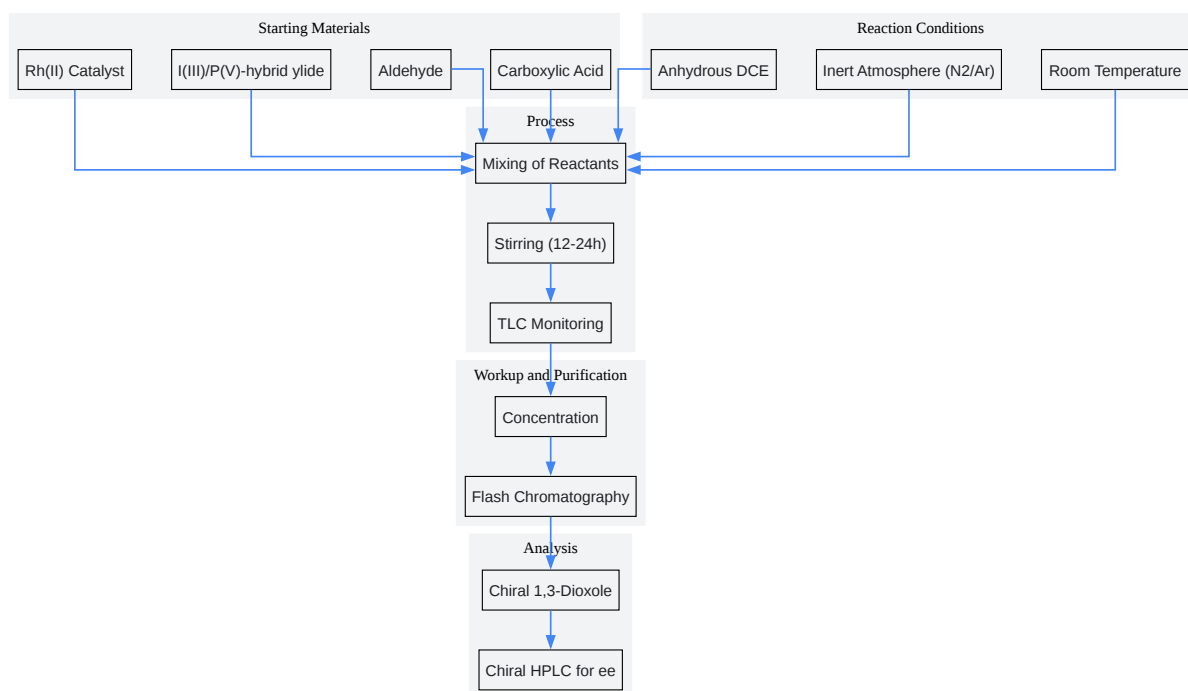 Starting Materials
Reaction Conditions
Rh(II) Catalyst
I(III)/P(V)-hybrid ylide
Aldehyde
Carboxylic Acid
Anhydrous DCE
Inert Atmosphere (N2/Ar)
Room Temperature
Process
Mixing of Reactants
Stirring (12-24h)
TLC Monitoring
Workup and Purification
Concentration
Flash Chromatography
Analysis
Chiral 1,3-Dioxole
Chiral HPLC for ee